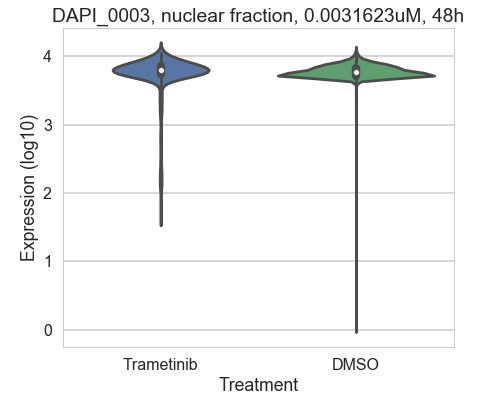 DAPI_0003, nuclear fraction, 0.0031623uM, 48h
4
3
2
1
0
Expression (log10)
Trametinib DMSO
Treatment